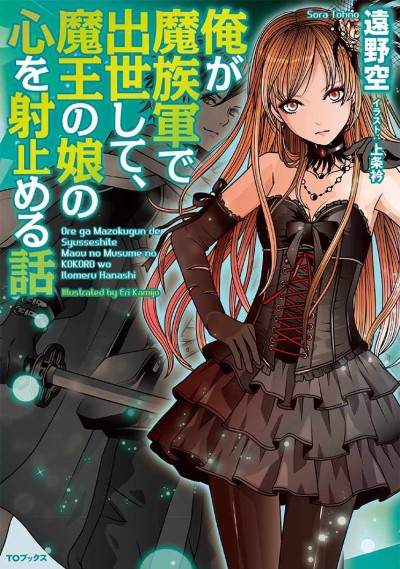 俺が
魔族軍で
出世して、
魔王の娘の
心を射止める話
Ore ga Mazokugun de
Syusseshite
Maou no Musume no
KOKORO wo
Itomeru Hanashi
Illustrated by Eri Kamijo
Sora Tohno
遠野空
イラスト：上条衿
TOブックス